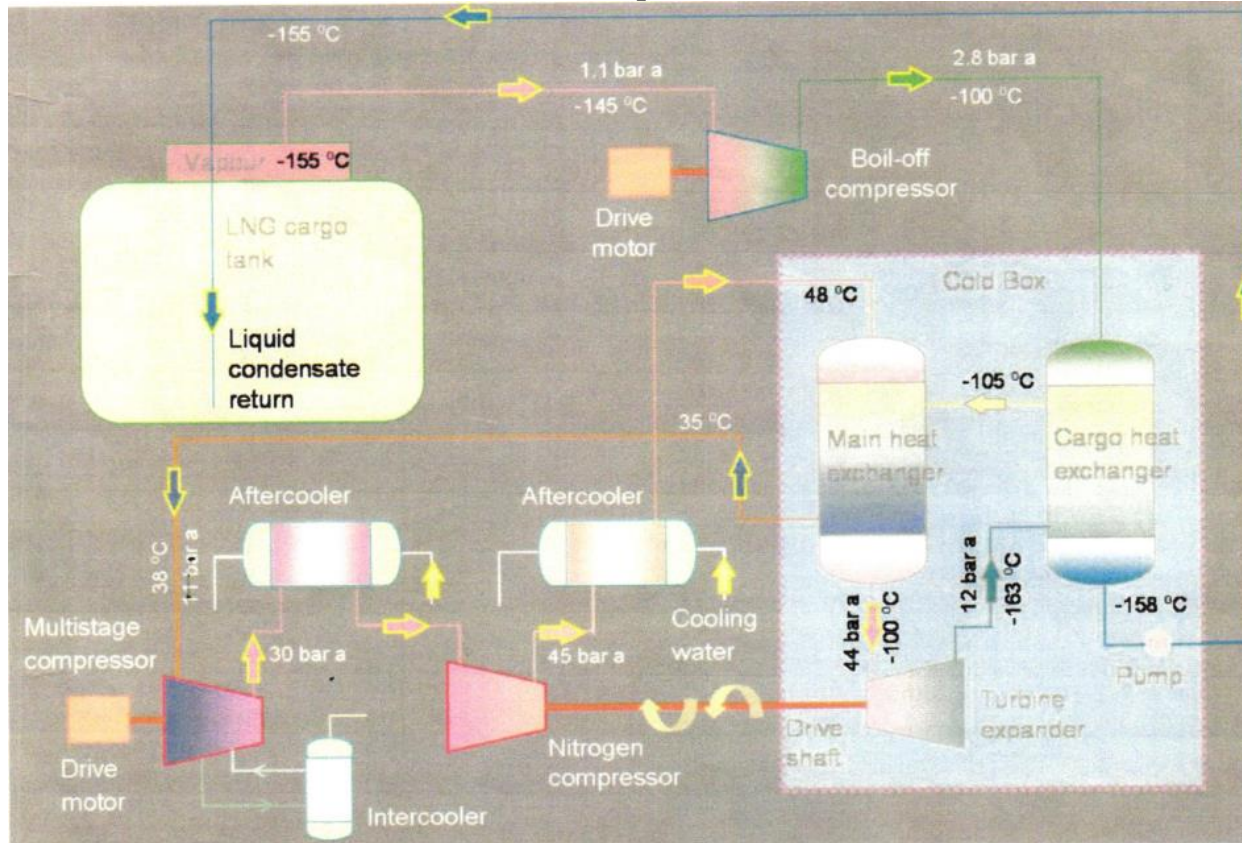 -155 °C
1.1 bar a
-145 °C
2.8 bar a
-100 °C
Vapour
-155 °C
Boil-off
compressor
Drive
motor
LNG cargo
tank
Liquid
condensate
return
Cold Box
48 °C
-105 °C
Main heat
exchanger
Cargo heat
exchanger
35 °C
Aftercooler
Aftercooler
38 °C
11 bar a
Multistage
compressor
30 bar a
45 bar a
Cooling
water
44 bar a
-100 °C
12 bar a
-163 °C
-158 °C
Pump
Drive
motor
Intercooler
Nitrogen
compressor
Drive
shaft
Turbine
expander